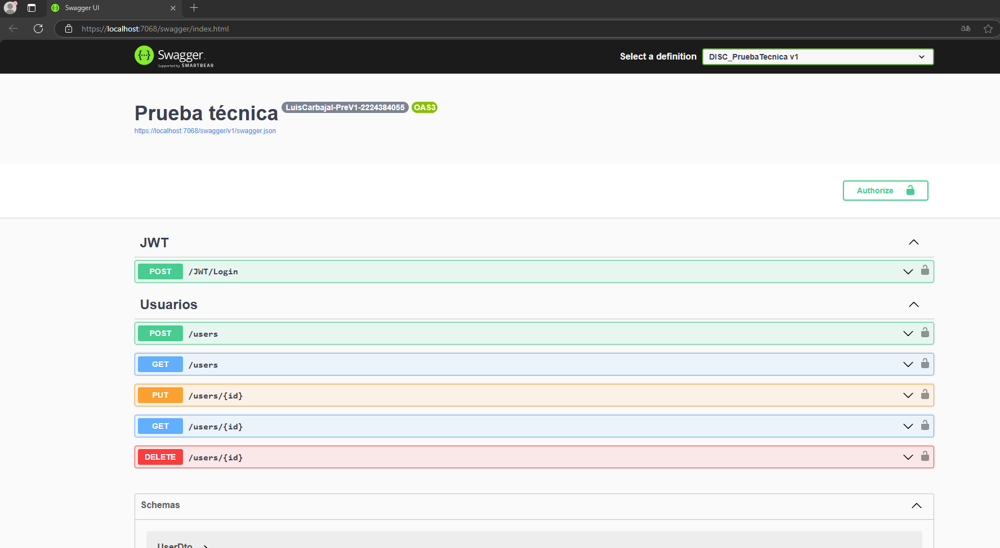 Swagger UI
https://localhost:7068/swagger/index.html
Swagger
Supported by SMARTBEAR
Select a definition
DISC_PruebaTecnica v1
Prueba técnica
LuisCarbajal-PreV1-2224384055
OAS3
https://localhost:7068/swagger/v1/swagger.json
Authorize
JWT
POST /JWT/Login
Usuarios
POST /users
GET /users
PUT /users/{id}
GET /users/{id}
DELETE /users/{id}
Schemas
UserDto